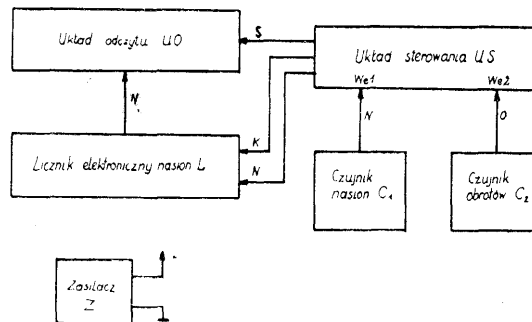 Układ odczytu UO
S
Układ sterowania US
We1
We2
N
K
N
O
Licznik elektroniczny nasion L
N
Czujnik
nasion C₁
Czujnik
obrotów C₂
Zasilacz
Z